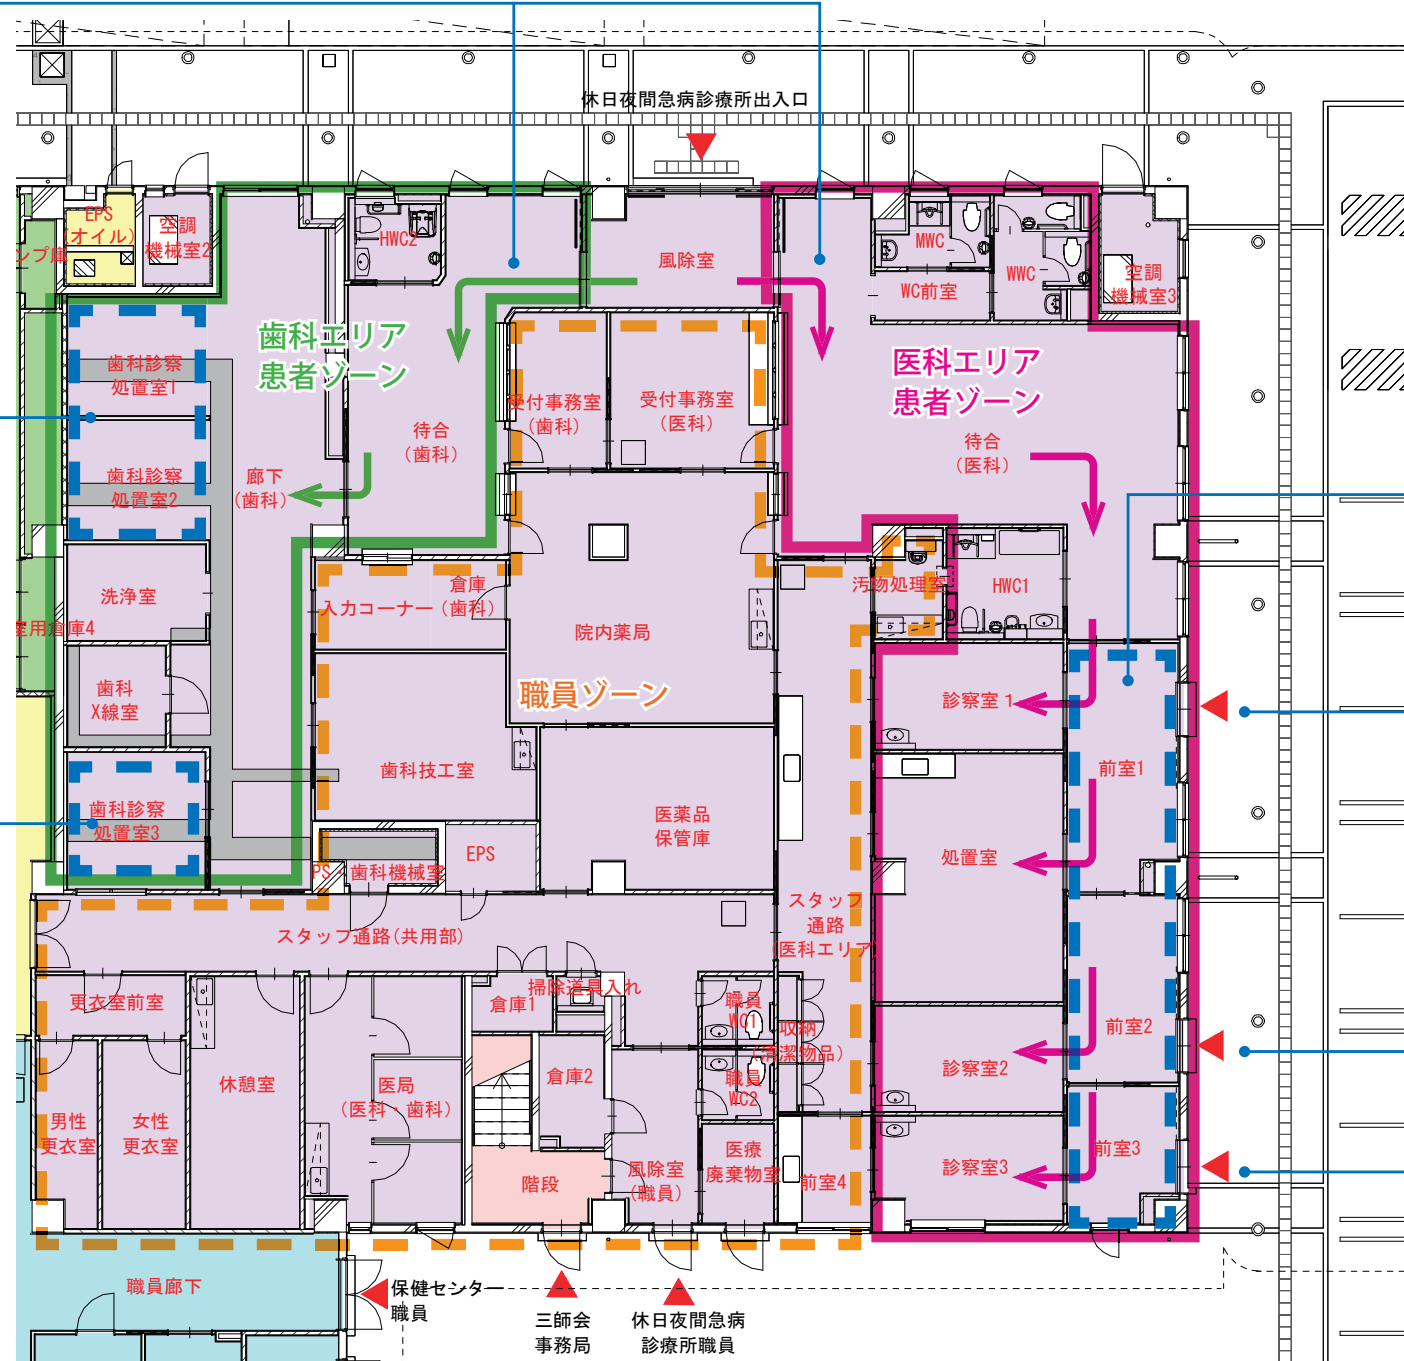 休日夜間急病診療所出入口
EPS
(オイル)
ンプ庫
空調
機械室2
HWC2
風除室
MWC
WWC
WC前室
空調
機械室3
歯科エリア
患者ゾーン
医科エリア
患者ゾーン
歯科診察
処置室1
受付事務室
(歯科)
受付事務室
(医科)
待合
(歯科)
待合
(医科)
歯科診察
処置室2
廊下
(歯科)
洗浄室
倉庫
入力コーナー(歯科)
院内薬局
汚物処理室
HWC1
室用倉庫4
歯科
X線室
職員ゾーン
診察室1
歯科技工室
前室1
歯科診察
処置室3
医薬品
保管庫
EPS
PS・歯科機械室
処置室
スタッフ
通路
(医科エリア)
スタッフ通路(共用部)
更衣室前室
倉庫1
掃除道具入れ
職員
WC1
収納
(清潔物品)
前室2
休憩室
医局
(医科・歯科)
倉庫2
職員
WC2
診察室2
男性
更衣室
女性
更衣室
階段
風除室
(職員)
医療
廃棄物室
前室4
診察室3
前室3
職員廊下
保健センター
職員
三師会
事務局
休日夜間急病
診療所職員